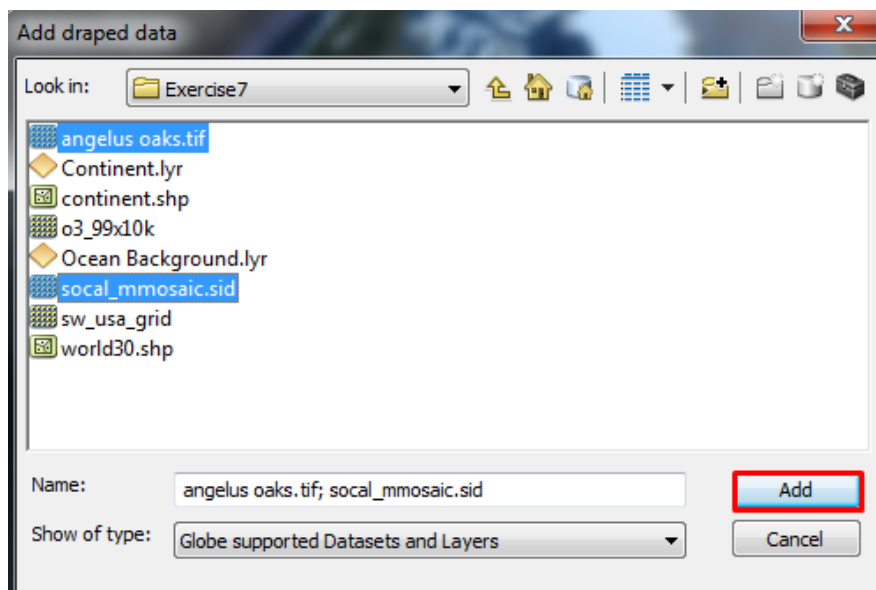 Add draped data
Look in: Exercise7
angelus oaks.tif
Continent.lyr
continent.shp
o3_99x10k
Ocean Background.lyr
socal_mmosaic.sid
sw_usa_grid
world30.shp
Name: angelus oaks.tif; socal_mmosaic.sid Add
Show of type: Globe supported Datasets and Layers Cancel